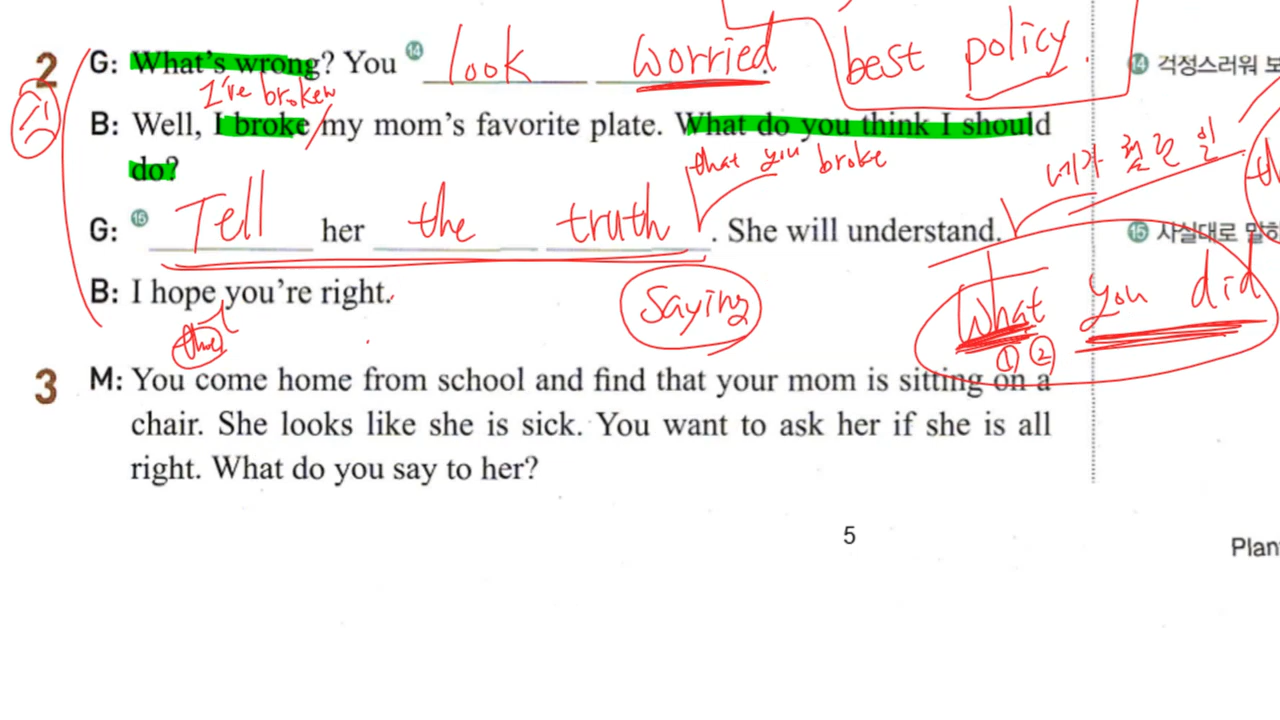 best policy.
2 G: What's wrong? You ⑭ look worried.
⑭ 걱정스러워 보
I've broken
B: Well, I broke my mom's favorite plate. What do you think I should
do?
that you broke
네가 한 일
G: ⑮ Tell her the truth. She will understand.
⑮ 사실대로 말하
B: I hope you're right.
that
Saying
What you did
① ②
3 M: You come home from school and find that your mom is sitting on a
chair. She looks like she is sick. You want to ask her if she is all
right. What do you say to her?
5
Plan